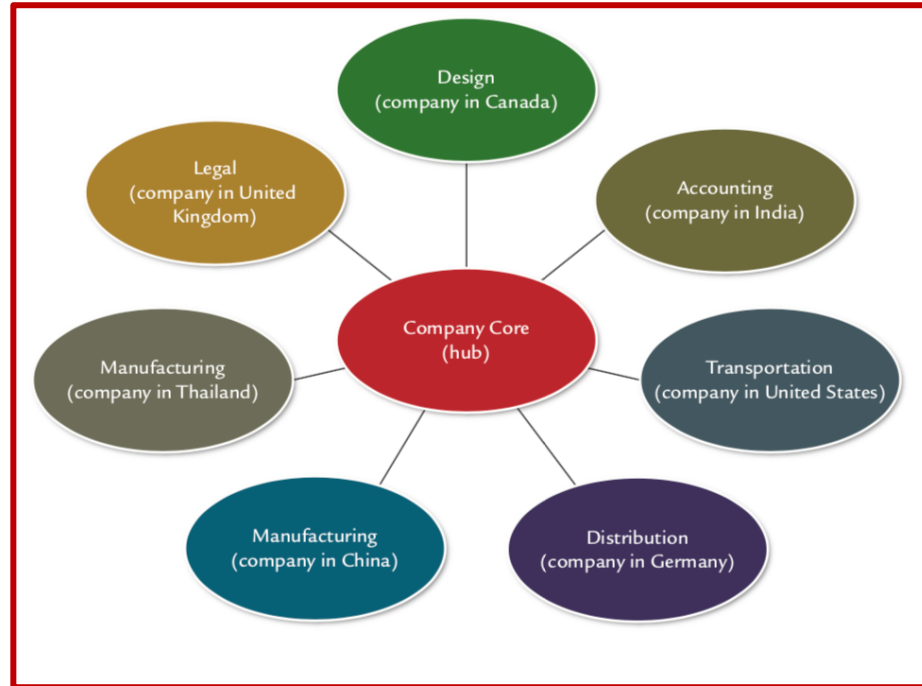 Design
(company in Canada)
Legal
(company in United
Kingdom)
Accounting
(company in India)
Company Core
(hub)
Manufacturing
(company in Thailand)
Transportation
(company in United States)
Manufacturing
(company in China)
Distribution
(company in Germany)